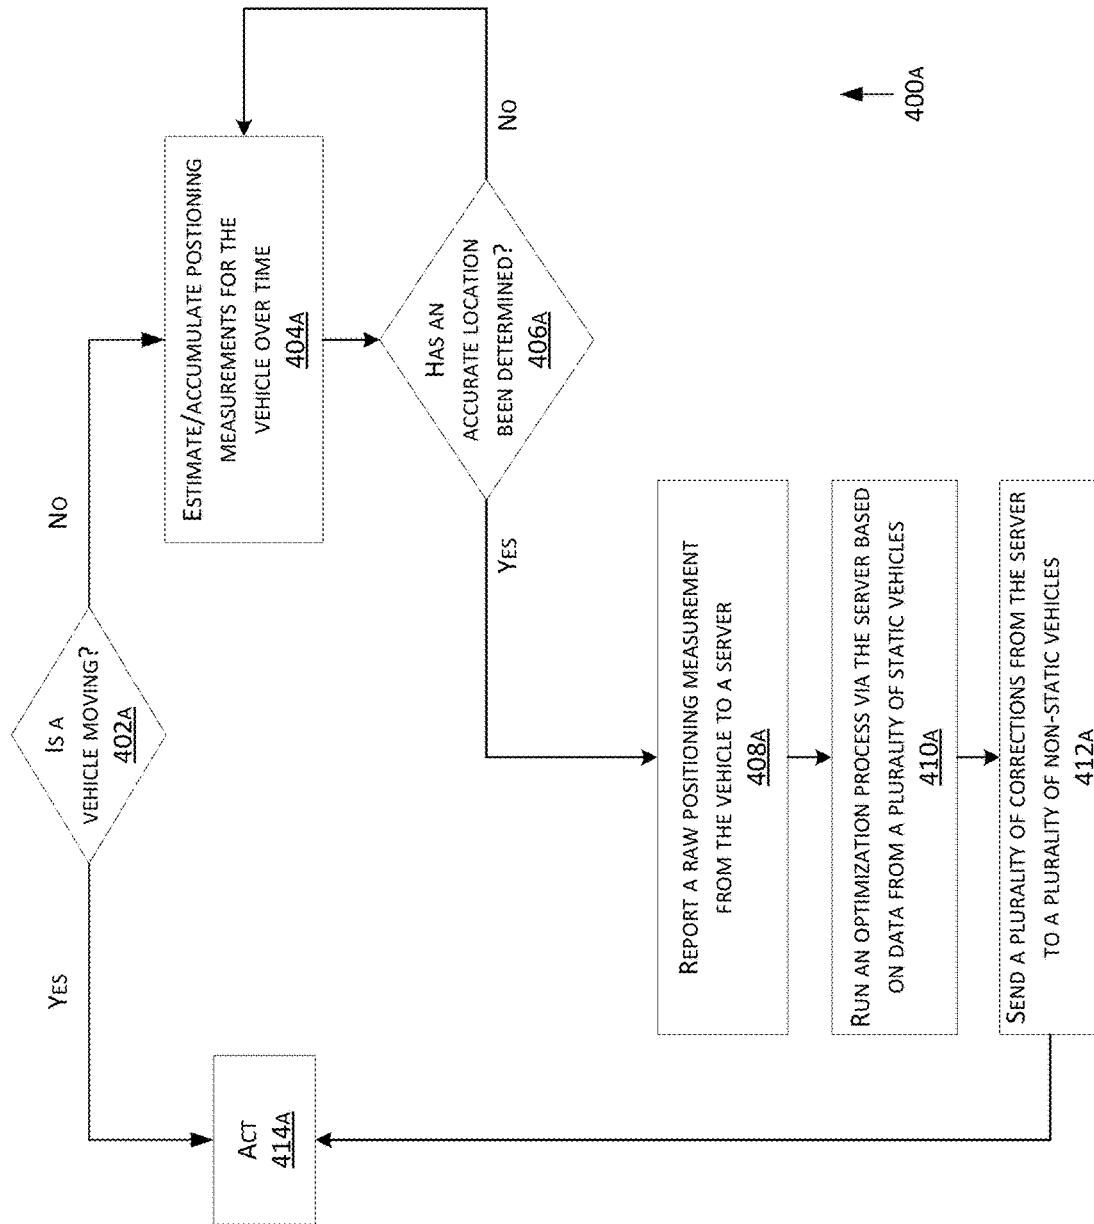 IS A
VEHICLE MOVING?
402A
YES
NO
ACT
414A
ESTIMATE/ACCUMULATE POSTIONING
MEASUREMENTS FOR THE
VEHICLE OVER TIME
404A
HAS AN
ACCURATE LOCATION
BEEN DETERMINED?
406A
YES
NO
REPORT A RAW POSITIONING MEASUREMENT
FROM THE VEHICLE TO A SERVER
408A
RUN AN OPTIMIZATION PROCESS VIA THE SERVER BASED
ON DATA FROM A PLURALITY OF STATIC VEHICLES
410A
SEND A PLURALITY OF CORRECTIONS FROM THE SERVER
TO A PLURALITY OF NON-STATIC VEHICLES
412A
400A